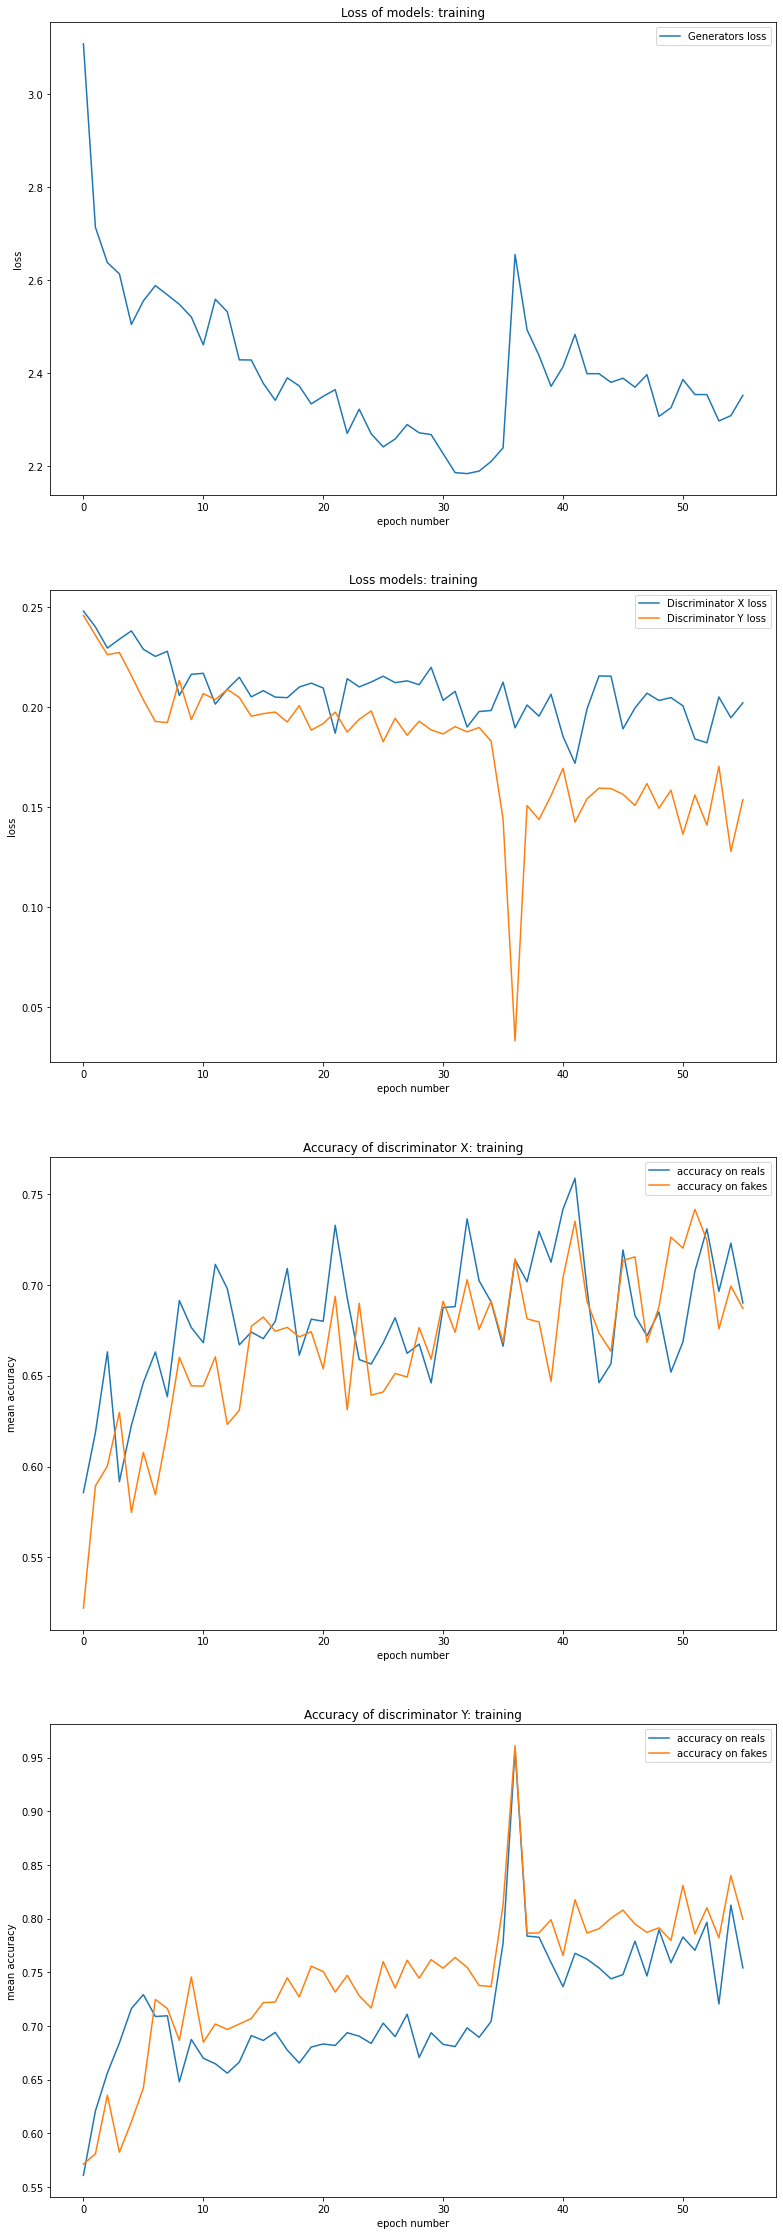 Loss of models: training
Generators loss
loss
3.0
2.8
2.6
2.4
2.2
0 10 20 30 40 50
epoch number
Loss models: training
Discriminator X loss
Discriminator Y loss
loss
0.25
0.20
0.15
0.10
0.05
0 10 20 30 40 50
epoch number
Accuracy of discriminator X: training
accuracy on reals
accuracy on fakes
mean accuracy
0.75
0.70
0.65
0.60
0.55
0 10 20 30 40 50
epoch number
Accuracy of discriminator Y: training
accuracy on reals
accuracy on fakes
mean accuracy
0.95
0.90
0.85
0.80
0.75
0.70
0.65
0.60
0.55
0 10 20 30 40 50
epoch number